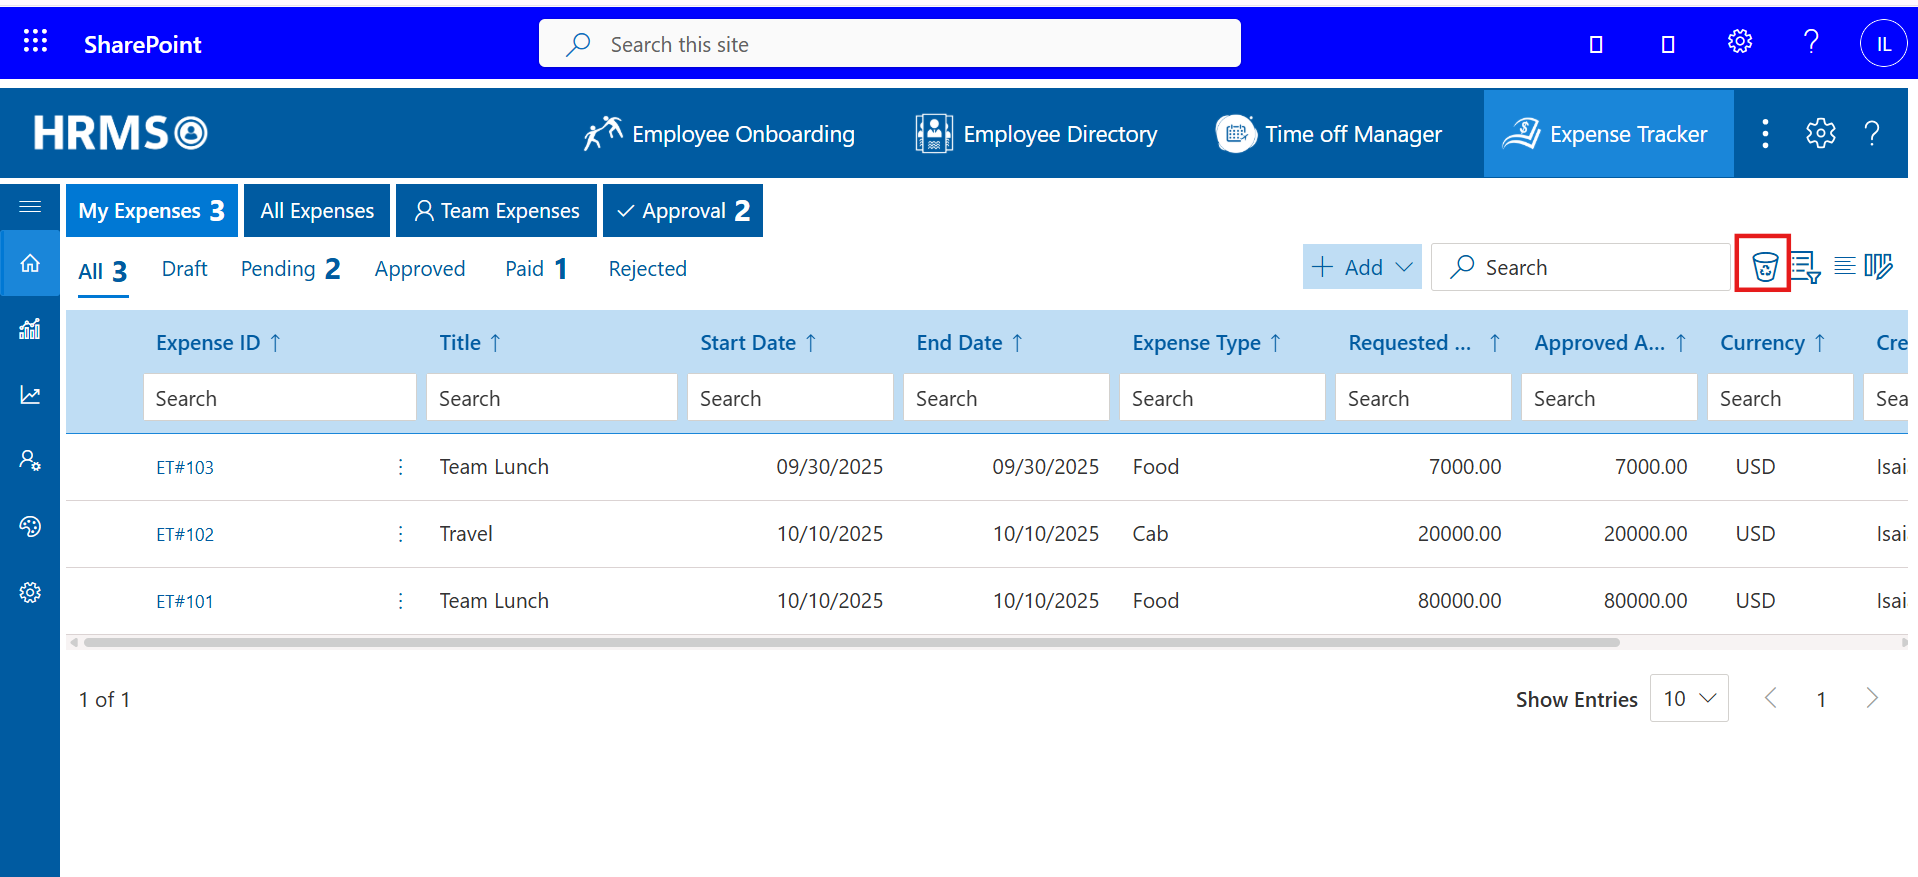 SharePoint
Search this site
IL
HRMS
Employee Onboarding
Employee Directory
Time off Manager
Expense Tracker
My Expenses 3
All Expenses
Team Expenses
Approval 2
All 3
Draft
Pending 2
Approved
Paid 1
Rejected
Add
Search
Expense ID ↑
Title ↑
Start Date ↑
End Date ↑
Expense Type ↑
Requested ... ↑
Approved A... ↑
Currency ↑
Cre
Search
Search
Search
Search
Search
Search
Search
Search
Sea
ET#103 Team Lunch 09/30/2025 09/30/2025 Food 7000.00 7000.00 USD Isai
ET#102 Travel 10/10/2025 10/10/2025 Cab 20000.00 20000.00 USD Isai
ET#101 Team Lunch 10/10/2025 10/10/2025 Food 80000.00 80000.00 USD Isai
1 of 1
Show Entries 10
1